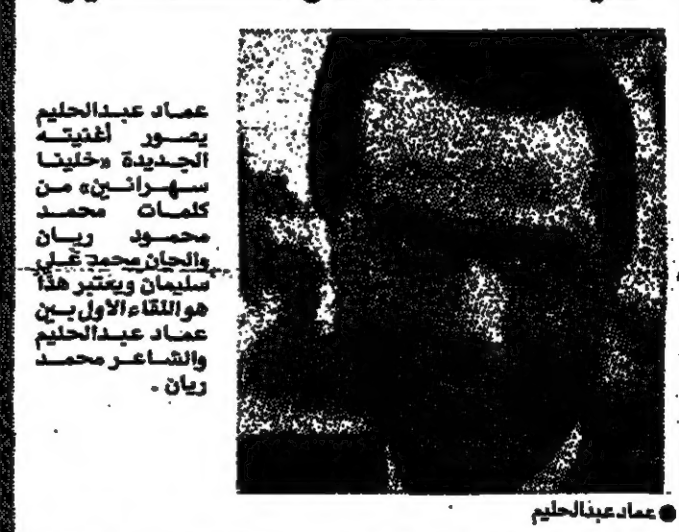 عماد عبدالحليم
يصور أغنيته
الجديدة «خلينا
سهرانين» من
كلمات محمد
محمود ريان
والحان محمد علي
سليمان ويعتبر هذا
هو اللقاء الاول بين
عماد عبدالحليم
والشاعر محمد
ريان .
● عماد عبدالحليم